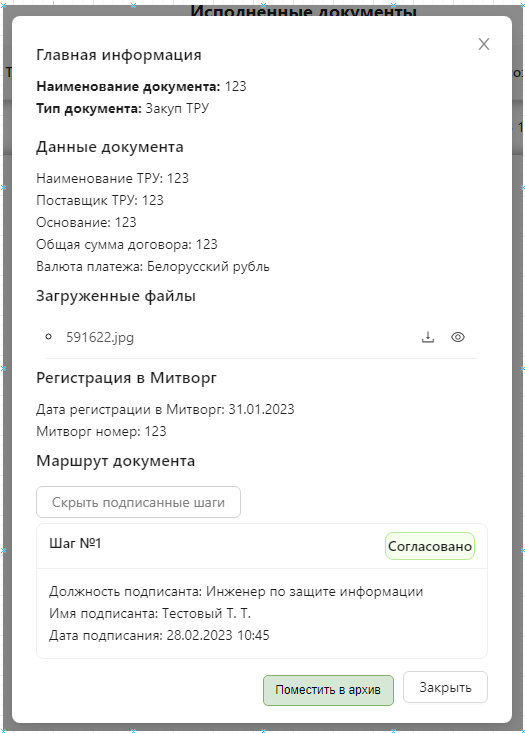 Исполненные документы
Главная информация
Наименование документа: 123
Тип документа: Закуп ТРУ
Данные документа
Наименование ТРУ: 123
Поставщик ТРУ: 123
Основание: 123
Общая сумма договора: 123
Валюта платежа: Белорусский рубль
Загруженные файлы
591622.jpg
Регистрация в Митворг
Дата регистрации в Митворг: 31.01.2023
Митворг номер: 123
Маршрут документа
Скрыть подписанные шаги
Шаг №1 Согласовано
Должность подписанта: Инженер по защите информации
Имя подписанта: Тестовый Т. Т.
Дата подписания: 28.02.2023 10:45
Поместить в архив Закрыть